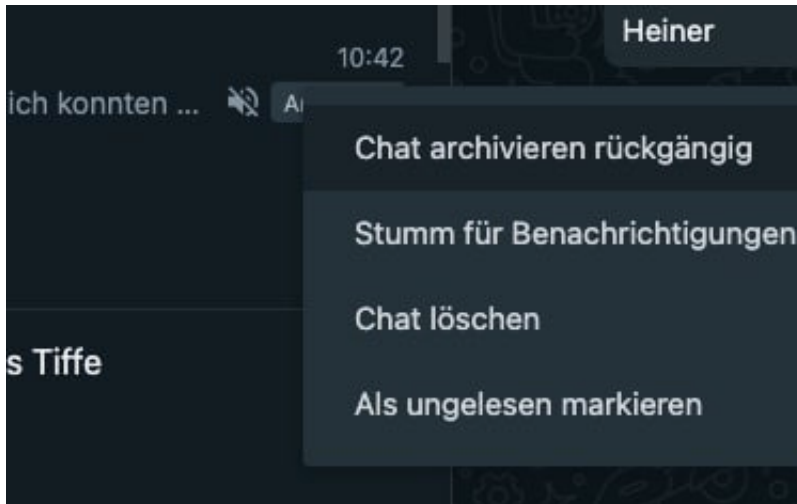 Heiner
10:42
ich konnten ...
Chat archivieren rückgängig
Stumm für Benachrichtigungen
Chat löschen
s Tiffe
Als ungelesen markieren